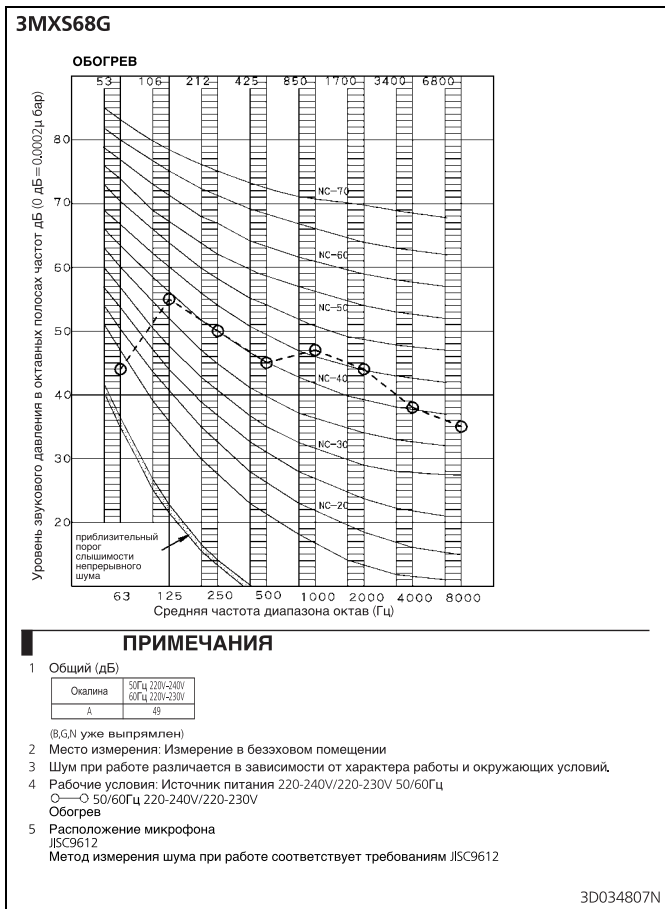 3MXS68G
ОБОГРЕВ
53 106 212 425 850 1700 3400 6800
Уровень звукового давления в октавных полосах частот дБ (0 дБ = 0.0002μ бар)
80
70
60
50
40
30
20
NC-70
NC-60
NC-50
NC-40
NC-30
NC-20
приблизительный
порог
слышимости
непрерывного
шума
63 125 250 500 1000 2000 4000 8000
Средняя частота диапазона октав (Гц)
ПРИМЕЧАНИЯ
1 Общий (дБ)
Окалина 50Гц 220V-240V
60Гц 220V-230V
A 49
(B,G,N уже выпрямлен)
2 Место измерения: Измерение в беззховом помещении
3 Шум при работе различается в зависимости от характера работы и окружающих условий.
4 Рабочие условия: Источник питания 220-240V/220-230V 50/60Гц
50/60Гц 220-240V/220-230V
Обогрев
5 Расположение микрофона
JISC9612
Метод измерения шума при работе соответствует требованиям JISC9612
3D034807N